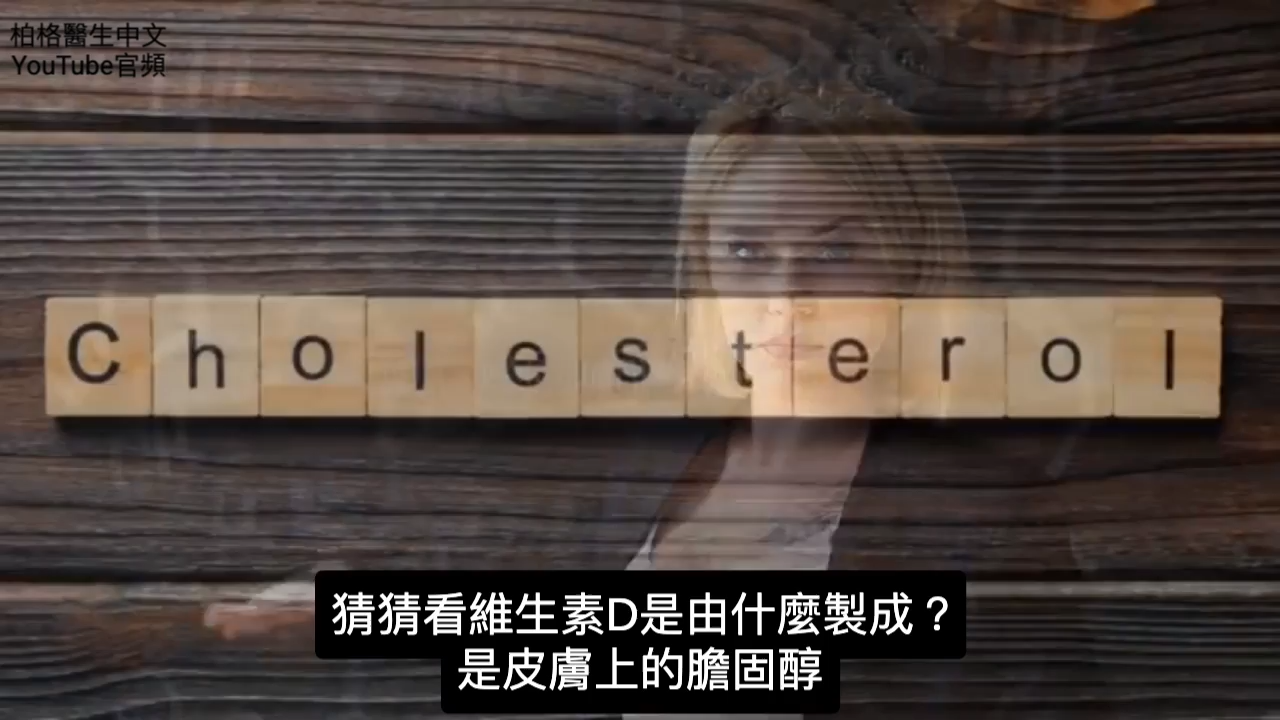 柏格醫生中文
YouTube官頻
Cholesterol
猜猜看維生素D是由什麼製成？
是皮膚上的膽固醇